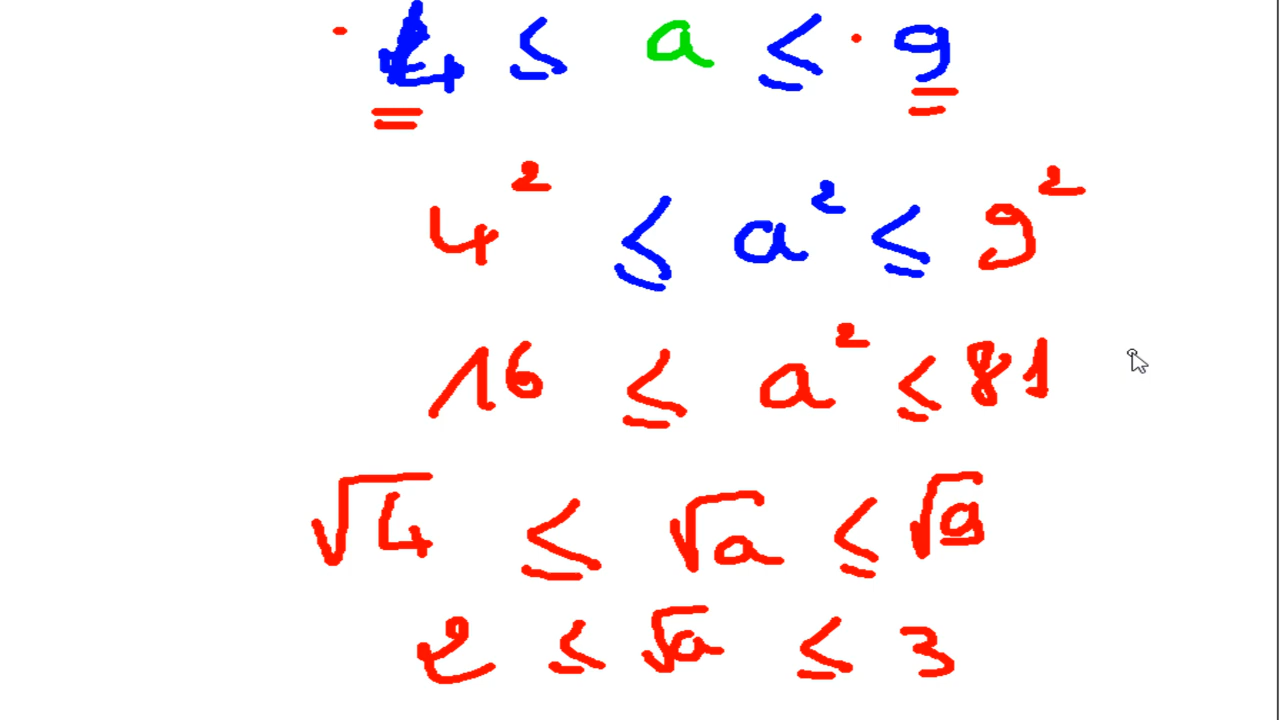 4 ≤ a ≤ 9
4² ≤ a² ≤ 9²
16 ≤ a² ≤ 81
√4 ≤ √a ≤ √9
2 ≤ √a ≤ 3